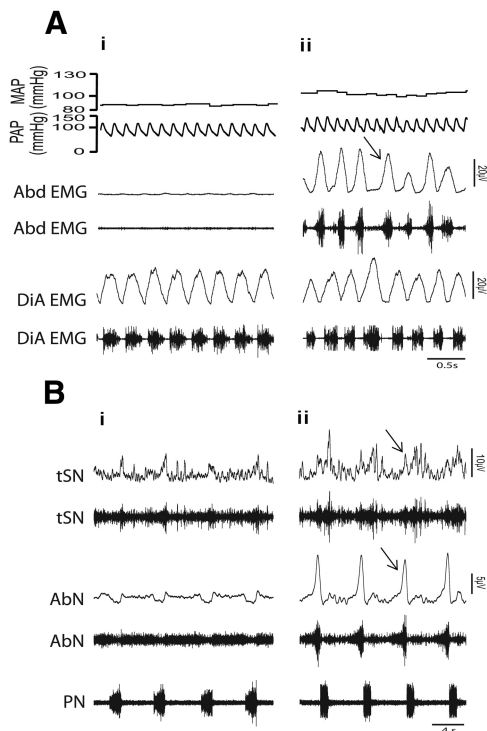 A
i
ii
MAP
(mmHg)
130
100
80
PAP
(mmHg)
150
100
0
Abd EMG
20μV
Abd EMG
DiA EMG
20μV
DiA EMG
0.5s
B
i
ii
tSN
10μV
tSN
AbN
5μV
AbN
PN
4 s